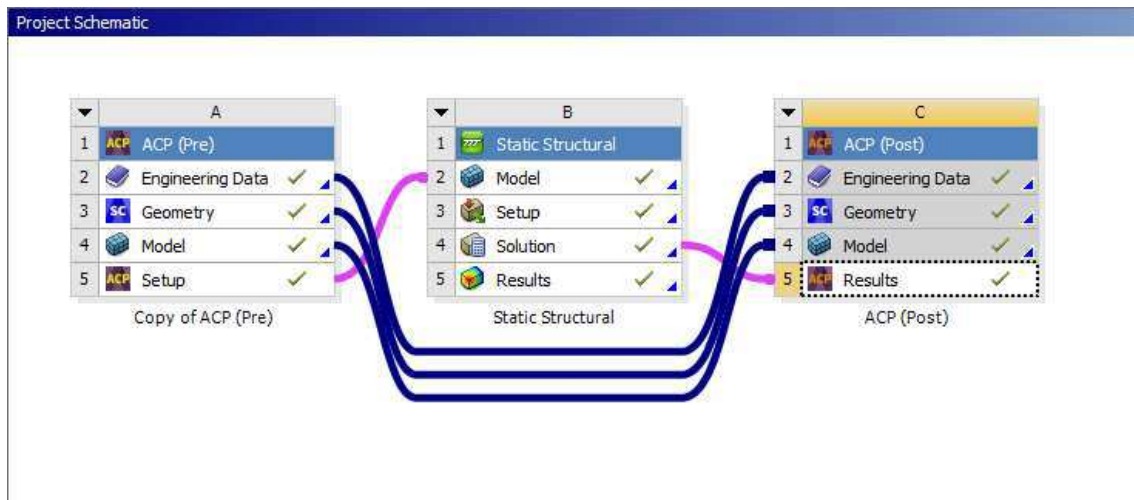 Project Schematic
A
1 ACP ACP (Pre)
2 Engineering Data
3 SC Geometry
4 Model
5 ACP Setup
Copy of ACP (Pre)
B
1 Static Structural
2 Model
3 Setup
4 Solution
5 Results
Static Structural
C
1 ACP ACP (Post)
2 Engineering Data
3 SC Geometry
4 Model
5 ACP Results
ACP (Post)